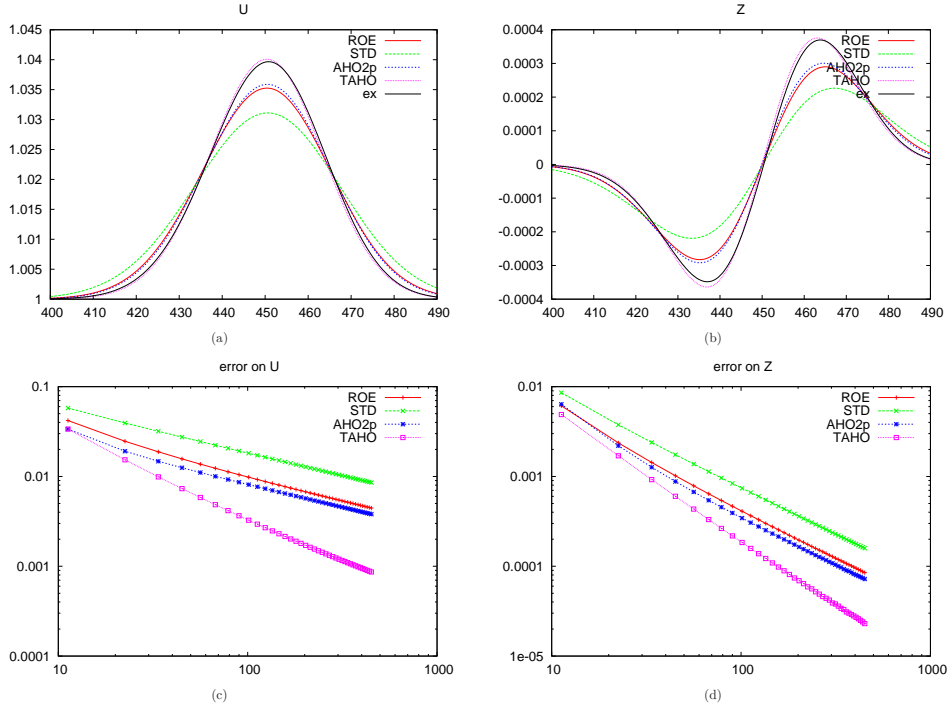 U
ROE
STD
AHO2p
TAHO
ex
1.045
1.04
1.035
1.03
1.025
1.02
1.015
1.01
1.005
1
400 410 420 430 440 450 460 470 480 490
(a)
Z
ROE
STD
AHO2p
TAHO
ex
0.0004
0.0003
0.0002
0.0001
0
-0.0001
-0.0002
-0.0003
-0.0004
400 410 420 430 440 450 460 470 480 490
(b)
error on U
ROE
STD
AHO2p
TAHO
0.1
0.01
0.001
0.0001
10 100 1000
(c)
error on Z
ROE
STD
AHO2p
TAHO
0.01
0.001
0.0001
1e-05
10 100 1000
(d)